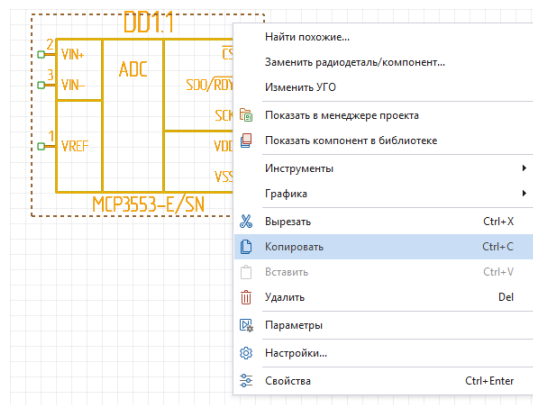 DD1.1
2 VIN+ ADC CS
3 VIN– SDO/RDY
SCK
1 VREF VDD
VSS
MCP3553-E/SN
Найти похожие...
Заменить радиодеталь/компонент...
Изменить УГО
Показать в менеджере проекта
Показать компонент в библиотеке
Инструменты
Графика
Вырезать Ctrl+X
Копировать Ctrl+C
Вставить Ctrl+V
Удалить Del
Параметры
Настройки...
Свойства Ctrl+Enter